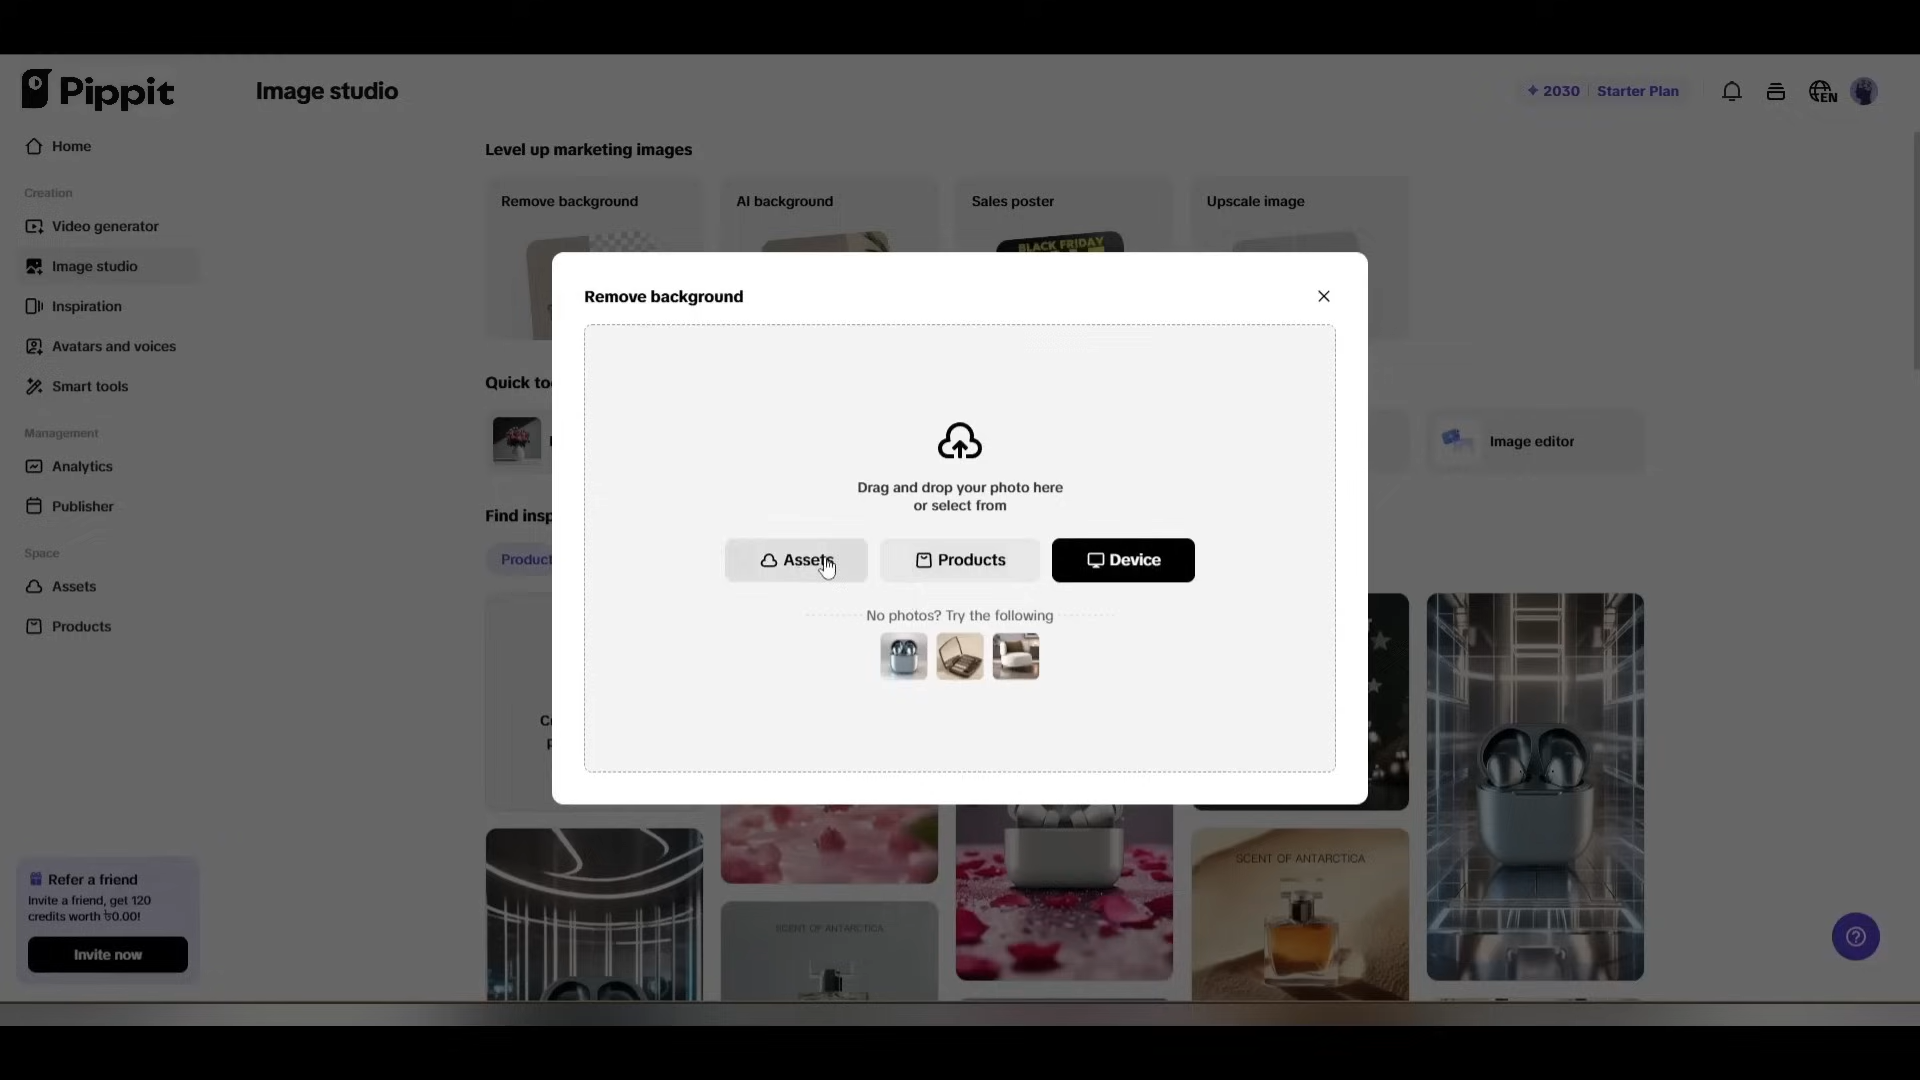 Pippit
Image studio
2030
Starter Plan
EN
Home
Creation
Video generator
Image studio
Inspiration
Avatars and voices
Smart tools
Management
Analytics
Publisher
Space
Assets
Products
Refer a friend
Invite a friend, get 120
credits worth ৳0.00!
Invite now
Level up marketing images
Remove background
AI background
Sales poster
Upscale image
BLACK FRIDAY
Quick to
Image editor
Find insp
Product
Remove background
Drag and drop your photo here
or select from
Assets
Products
Device
No photos? Try the following
SCENT OF ANTARCTICA
SCENT OF ANTARCTICA